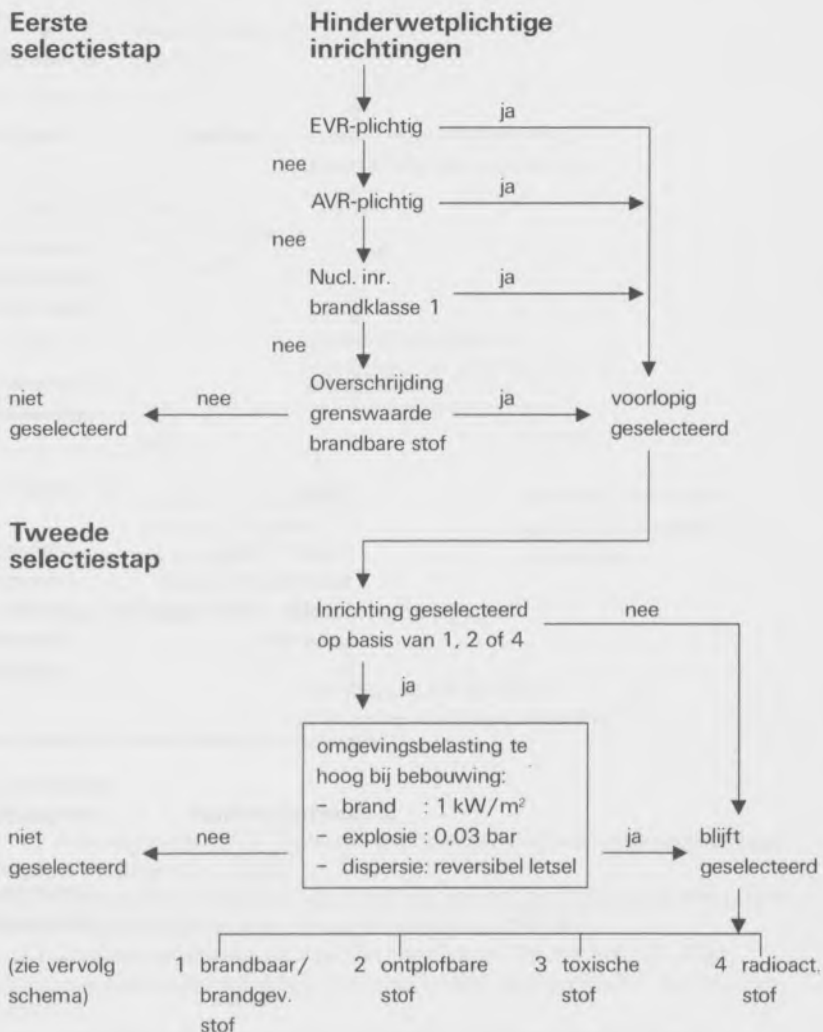 Eerste
selectiestap
Hinderwetplichtige
inrichtingen
EVR-plichtig
ja
nee
AVR-plichtig
ja
nee
Nucl. inr.
brandklasse 1
ja
nee
niet
geselecteerd
nee
Overschrijding
grenswaarde
brandbare stof
ja
voorlopig
geselecteerd
Tweede
selectiestap
Inrichting geselecteerd
op basis van 1, 2 of 4
nee
ja
omgevingsbelasting te
hoog bij bebouwing:
- brand : 1 kW/m²
- explosie : 0,03 bar
- dispersie: reversibel letsel
niet
geselecteerd
nee
ja
blijft
geselecteerd
(zie vervolg
schema)
1 brandbaar/
brandgev.
stof
2 ontplofbare
stof
3 toxische
stof
4 radioact.
stof